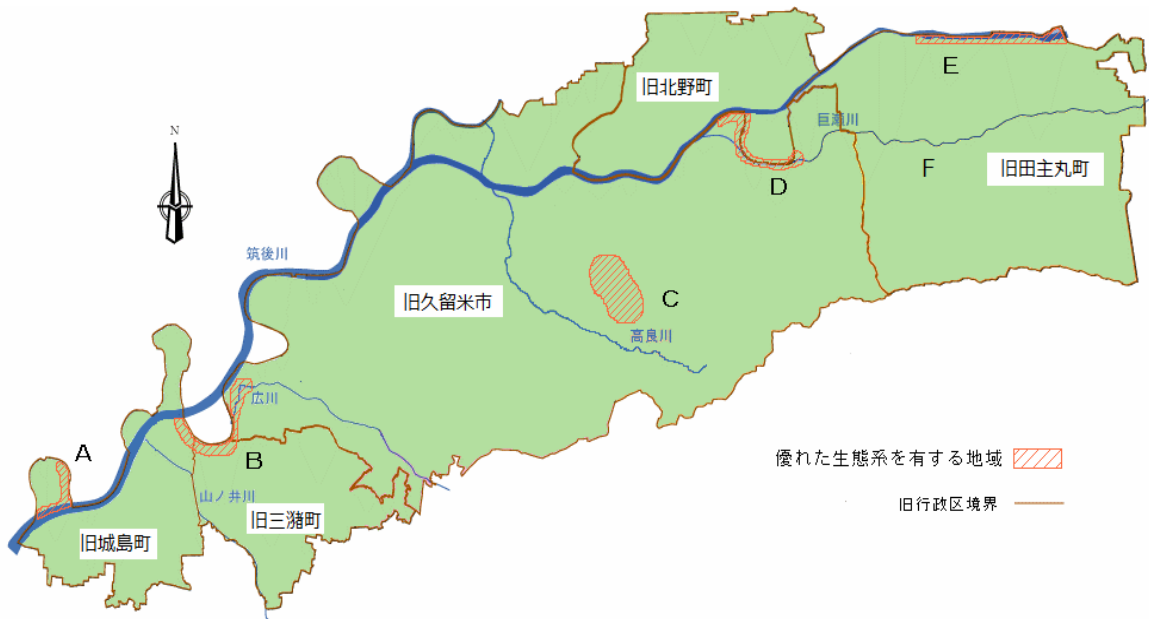 E
旧北野町
巨瀬川
N
F
旧田主丸町
D
筑後川
旧久留米市
C
高良川
広川
A
B
優れた生態系を有する地域
山ノ井川
旧三潴町
旧行政区境界
旧城島町